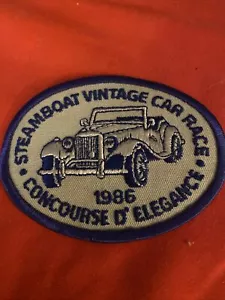 STEAMBOAT VINTAGE CAR RACE
1986
• CONCOURSE D' ELEGANCE •